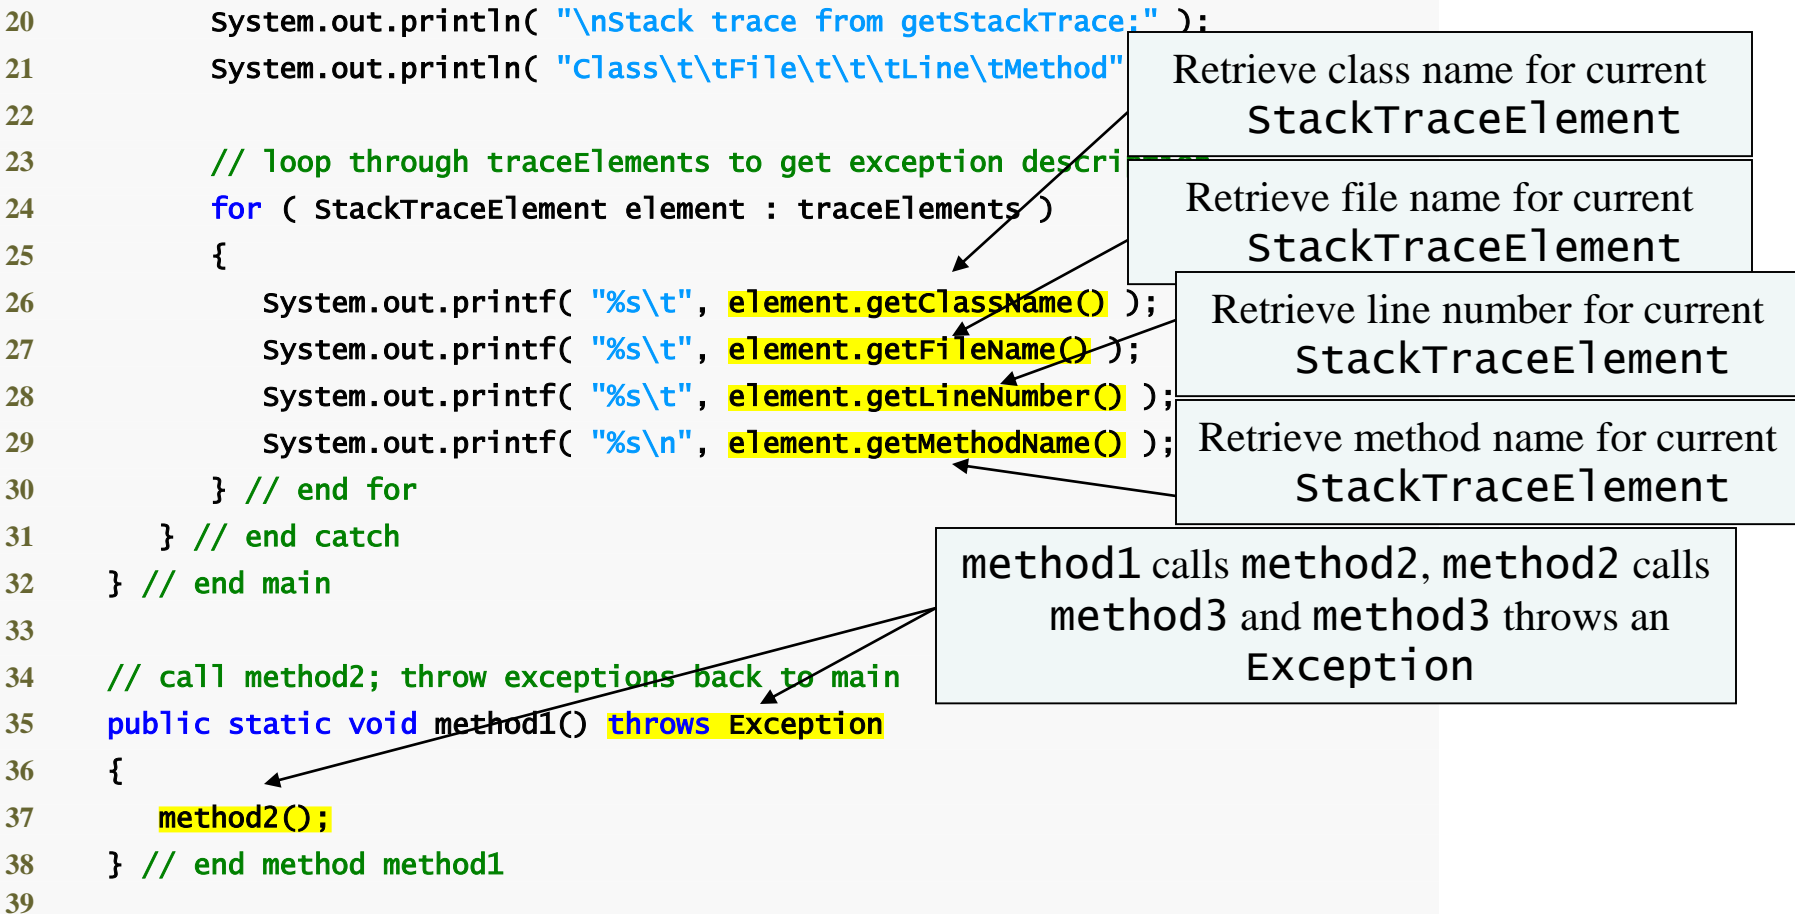 20 System.out.println( "\nStack trace from getStackTrace:" );
21 System.out.println( "Class\t\tFile\t\t\tLine\tMethod"
22
23 // loop through traceElements to get exception
24 for ( StackTraceElement element : traceElements )
25 {
26 System.out.printf( "%s\t", element.getClassName() );
27 System.out.printf( "%s\t", element.getFileName() );
28 System.out.printf( "%s\t", element.getLineNumber() );
29 System.out.printf( "%s\n", element.getMethodName() );
30 } // end for
31 } // end catch
32 } // end main
33
34 // call method2; throw exceptions back to main
35 public static void method1() throws Exception
36 {
37 method2();
38 } // end method method1
39
Retrieve class name for current
StackTraceElement
Retrieve file name for current
StackTraceElement
Retrieve line number for current
StackTraceElement
Retrieve method name for current
StackTraceElement
method1 calls method2, method2 calls
method3 and method3 throws an
Exception